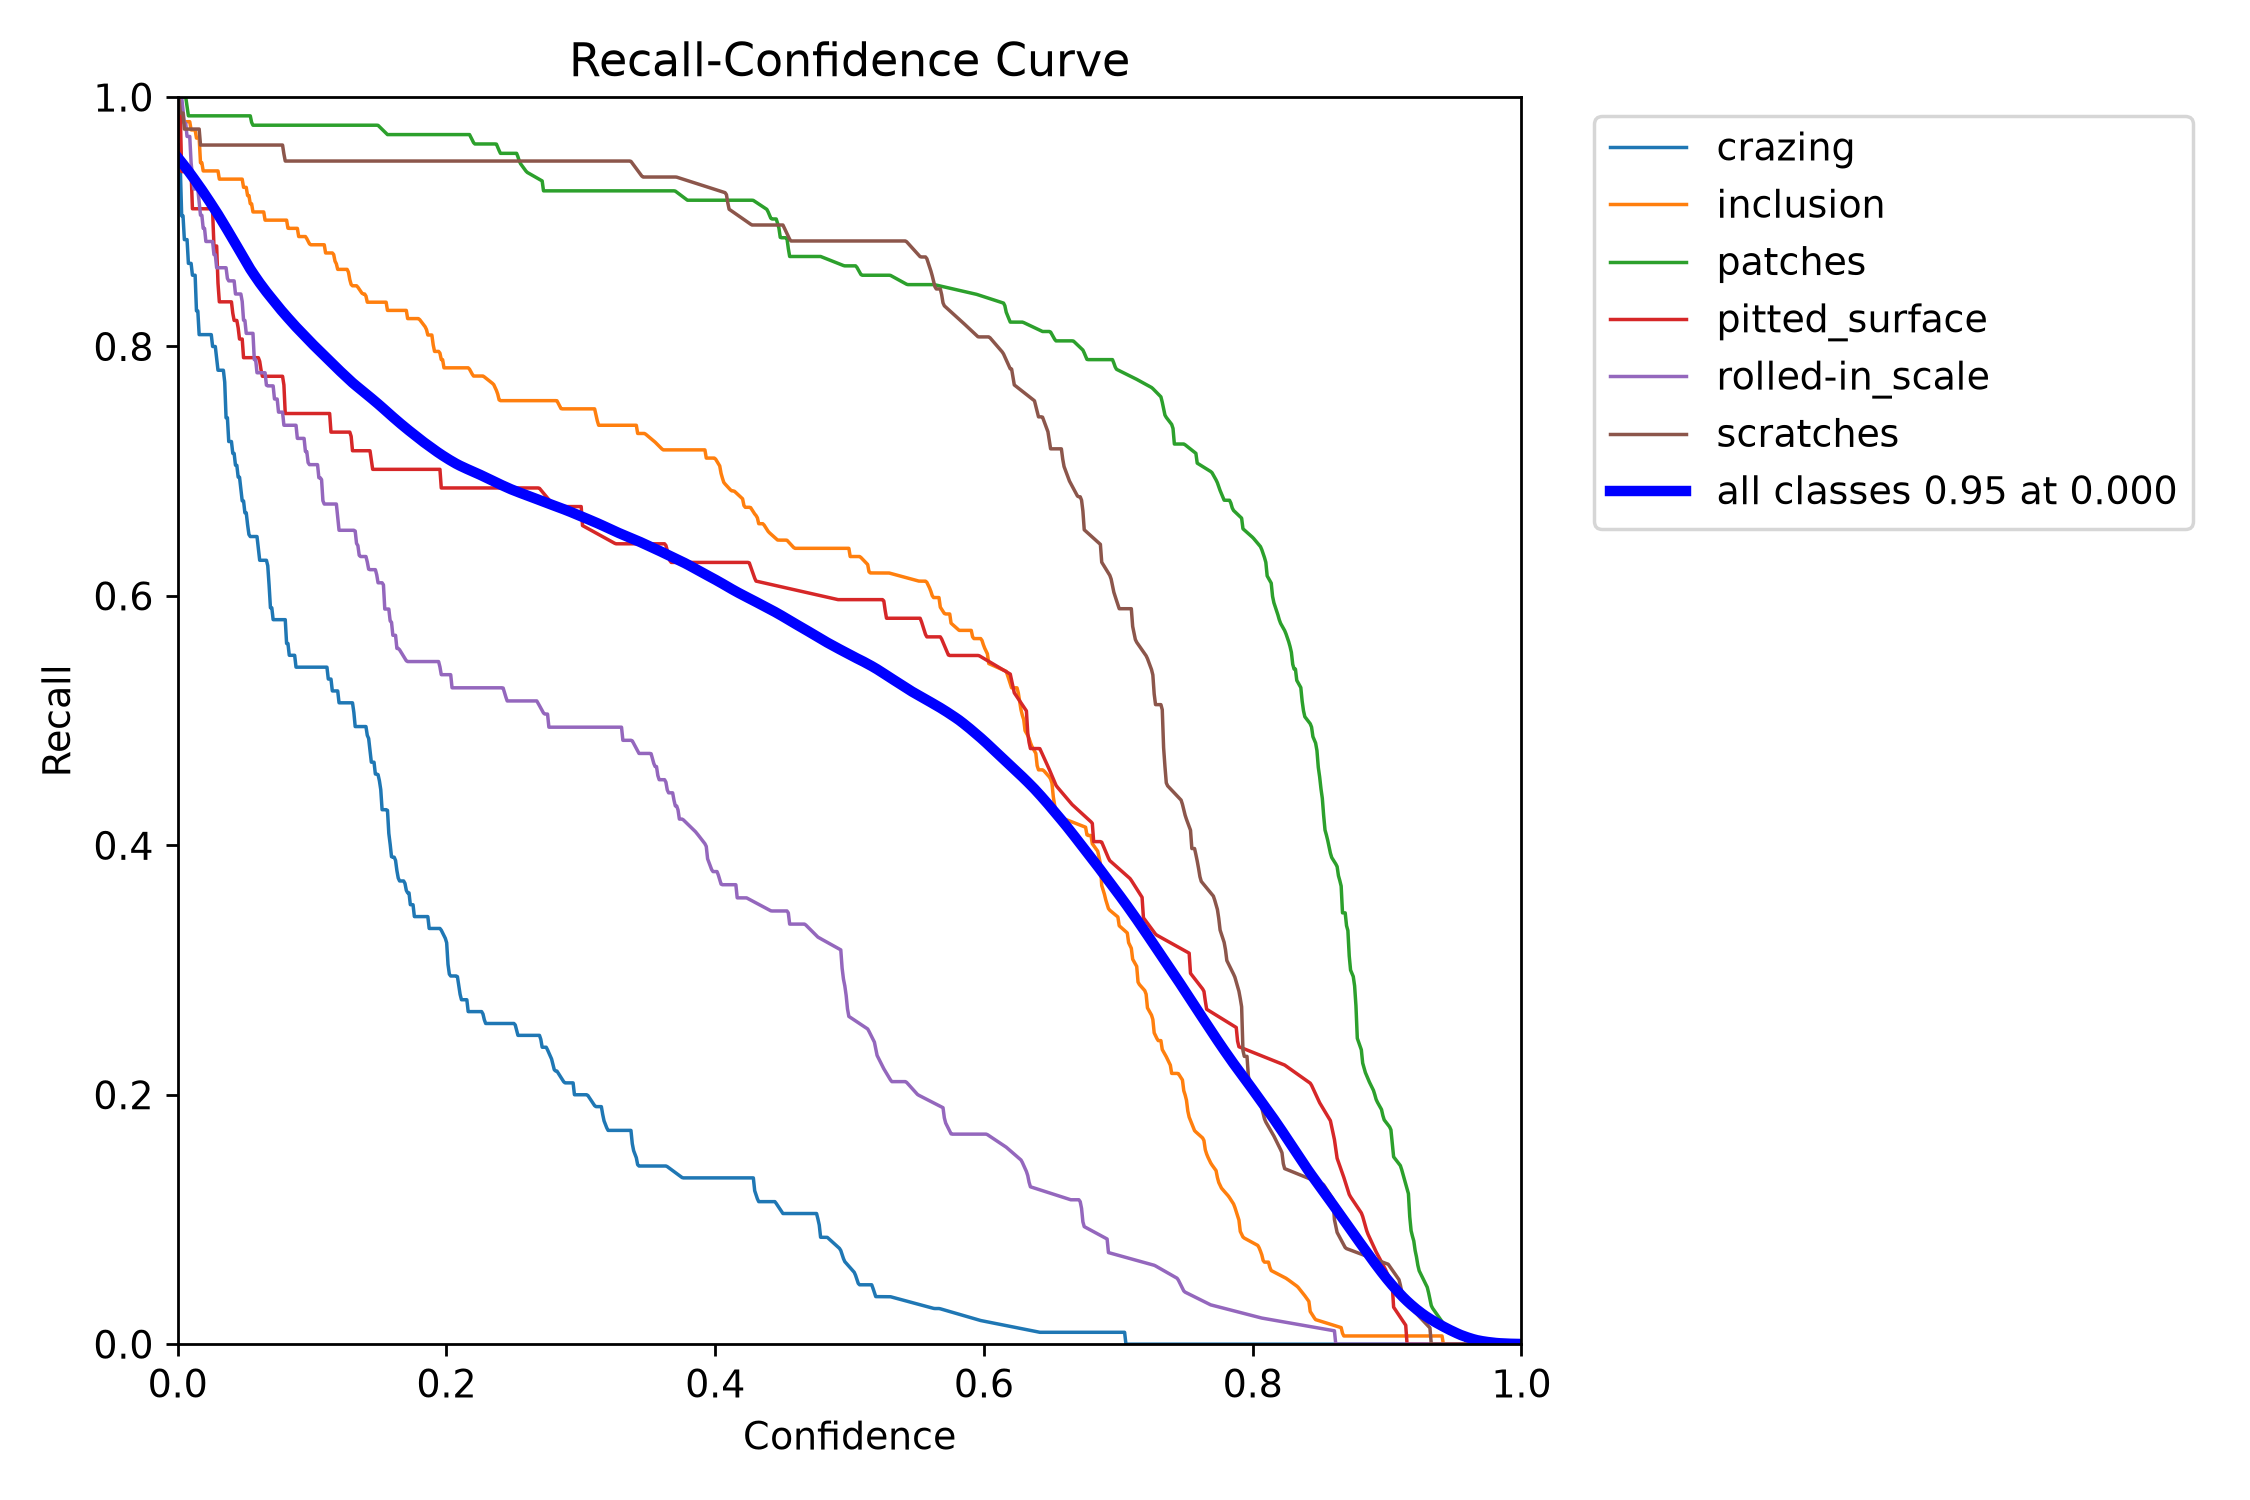 Recall-Confidence Curve
1.0
0.8
0.6
0.4
0.2
0.0
Recall
0.0 0.2 0.4 0.6 0.8 1.0
Confidence
crazing
inclusion
patches
pitted_surface
rolled-in_scale
scratches
all classes 0.95 at 0.000